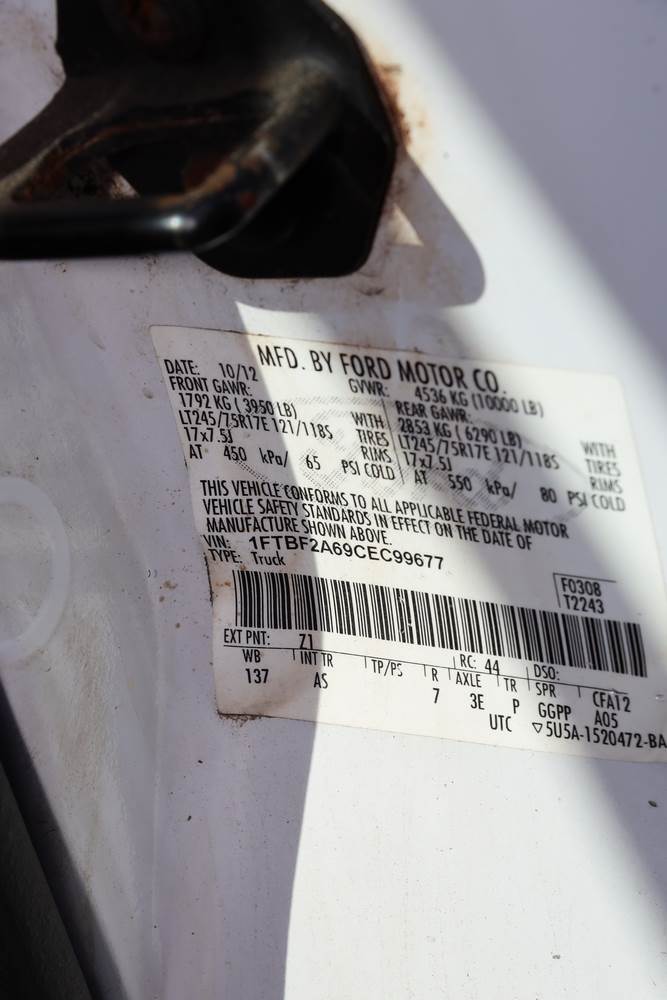 MFD. BY FORD MOTOR CO.
DATE: 10/12 GVWR: 4536 KG (10000 LB)
FRONT GAWR: REAR GAWR:
1792 KG ( 3950 LB) WITH 2853 KG ( 6290 LB) WITH
LT245/75R17E 121/118S TIRES LT245/75R17E 121/118S TIRES
17x7.5J RIMS 17x7.5J RIMS
AT 450 kPa/ 65 PSI COLD AT 550 kPa/ 80 PSI COLD
THIS VEHICLE CONFORMS TO ALL APPLICABLE FEDERAL MOTOR
VEHICLE SAFETY STANDARDS IN EFFECT ON THE DATE OF
MANUFACTURE SHOWN ABOVE.
VIN: 1FTBF2A69CEC99677
TYPE: Truck
F0308
T2243
EXT PNT: Z1 RC: 44 DSO:
WB INT TR TP/PS R AXLE TR SPR CFA12
137 AS 7 3E P GGPP A05
UTC ▽5U5A-1520472-BA